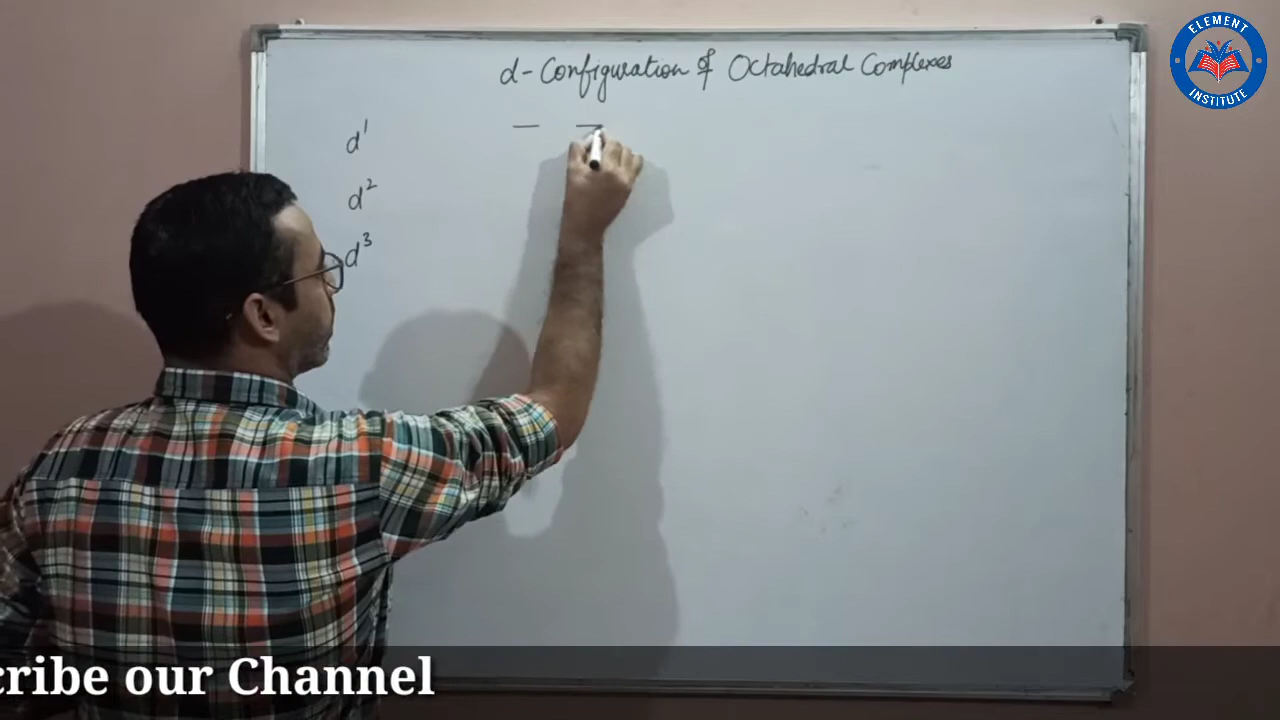 ELEMENT
INSTITUTE
d- Configuration of Octahedral Complexes
d¹
d²
d³
cribe our Channel